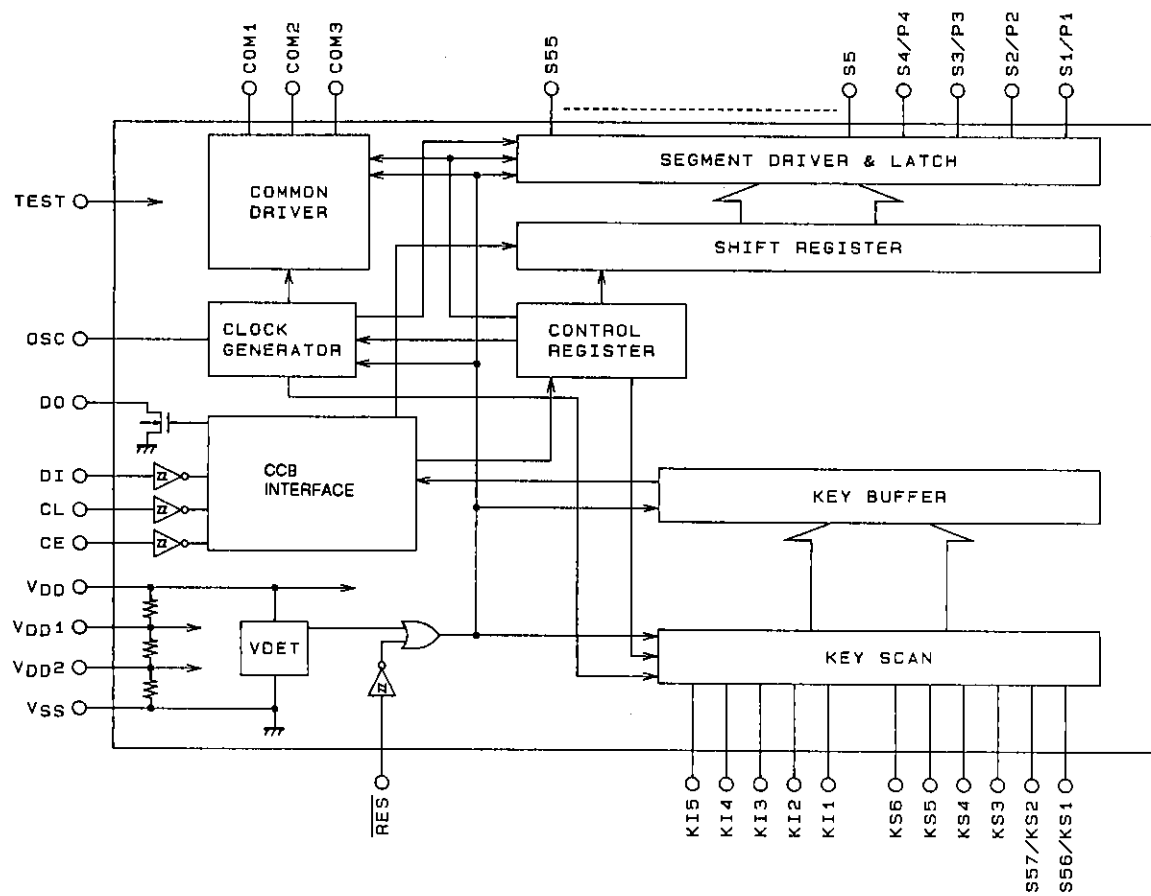 COM1
COM2
COM3
S55
S5
S4/P4
S3/P3
S2/P2
S1/P1
COMMON
DRIVER
SEGMENT DRIVER & LATCH
TEST
SHIFT REGISTER
OSC
CLOCK
GENERATOR
CONTROL
REGISTER
DO
DI
CL
CE
CCB
INTERFACE
KEY BUFFER
VDD
VDD1
VDD2
VSS
VDET
KEY SCAN
RES
KI5
KI4
KI3
KI2
KI1
KS6
KS5
KS4
KS3
S57/KS2
S56/KS1